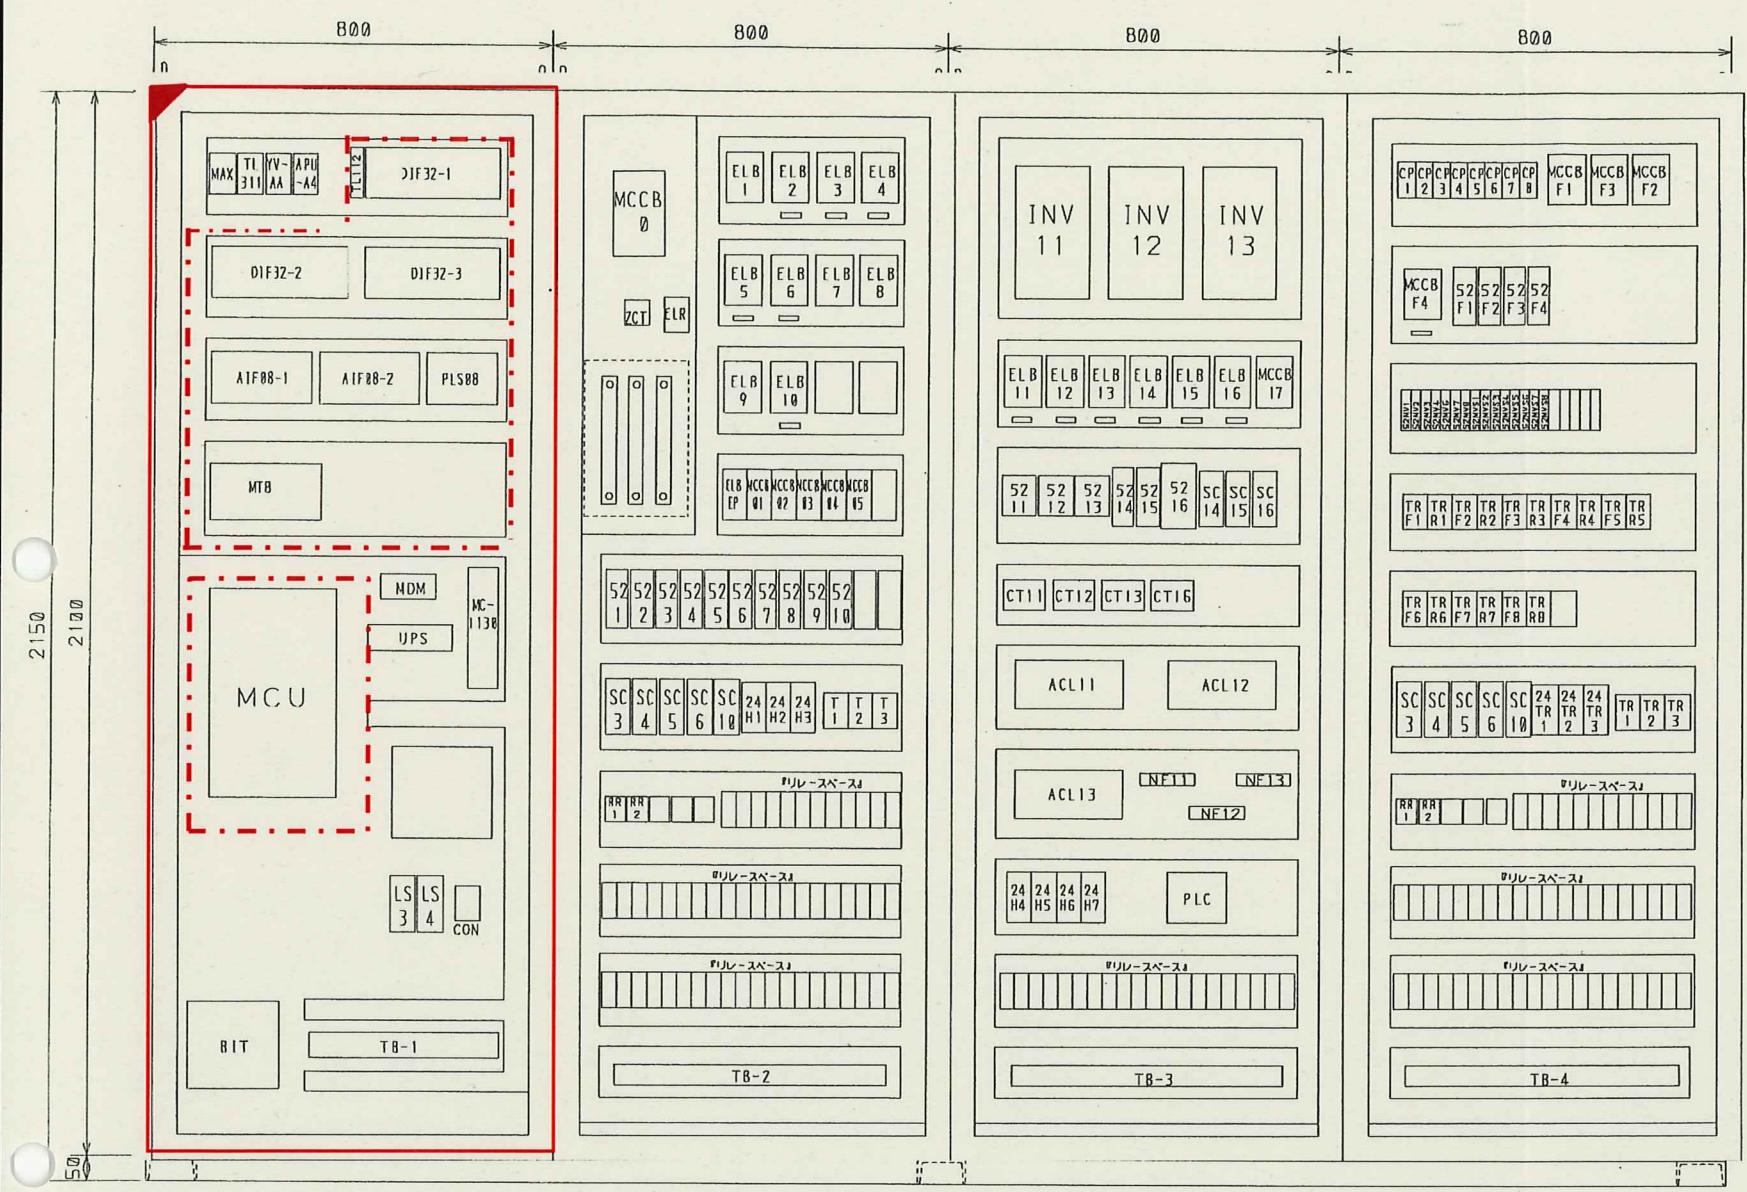 800 800 800 800
2150
2100
50
MAX
TL 311
YV-AA
APU-A4
TL112
DIF32-1
DIF32-2
DIF32-3
AIF08-1
AIF08-2
PLS08
MTB
MCU
MDM
UPS
MC-1130
LS 3
LS 4
CON
BIT
TB-1
MCCB 0
ZCT
ELR
ELB 1
ELB 2
ELB 3
ELB 4
ELB 5
ELB 6
ELB 7
ELB 8
ELB 9
ELB 10
ELB EP
MCCB 01
MCCB 02
MCCB 03
MCCB 04
MCCB 05
52 1
52 2
52 3
52 4
52 5
52 6
52 7
52 8
52 9
52 10
SC 3
SC 4
SC 5
SC 6
SC 10
24 H1
24 H2
24 H3
T 1
T 2
T 3
『リレースペース』
RR 1
RR 2
『リレースペース』
『リレースペース』
TB-2
INV 11
INV 12
INV 13
ELB 11
ELB 12
ELB 13
ELB 14
ELB 15
ELB 16
MCCB 17
52 11
52 12
52 13
52 14
52 15
52 16
SC 14
SC 15
SC 16
CT11
CT12
CT13
CT16
ACL11
ACL12
ACL13
NF11
NF13
NF12
24 H4
24 H5
24 H6
24 H7
PLC
『リレースペース』
TB-3
CP 1
CP 2
CP 3
CP 4
CP 5
CP 6
CP 7
CP 8
MCCB F1
MCCB F3
MCCB F2
MCCB F4
52 F1
52 F2
52 F3
52 F4
TR F1
TR R1
TR F2
TR R2
TR F3
TR R3
TR F4
TR R4
TR F5
TR R5
TR F6
TR R6
TR F7
TR R7
TR F8
TR R8
SC 3
SC 4
SC 5
SC 6
SC 10
24 TR 1
24 TR 2
24 TR 3
TR 1
TR 2
TR 3
『リレースペース』
RR 1
RR 2
『リレースペース』
『リレースペース』
TB-4